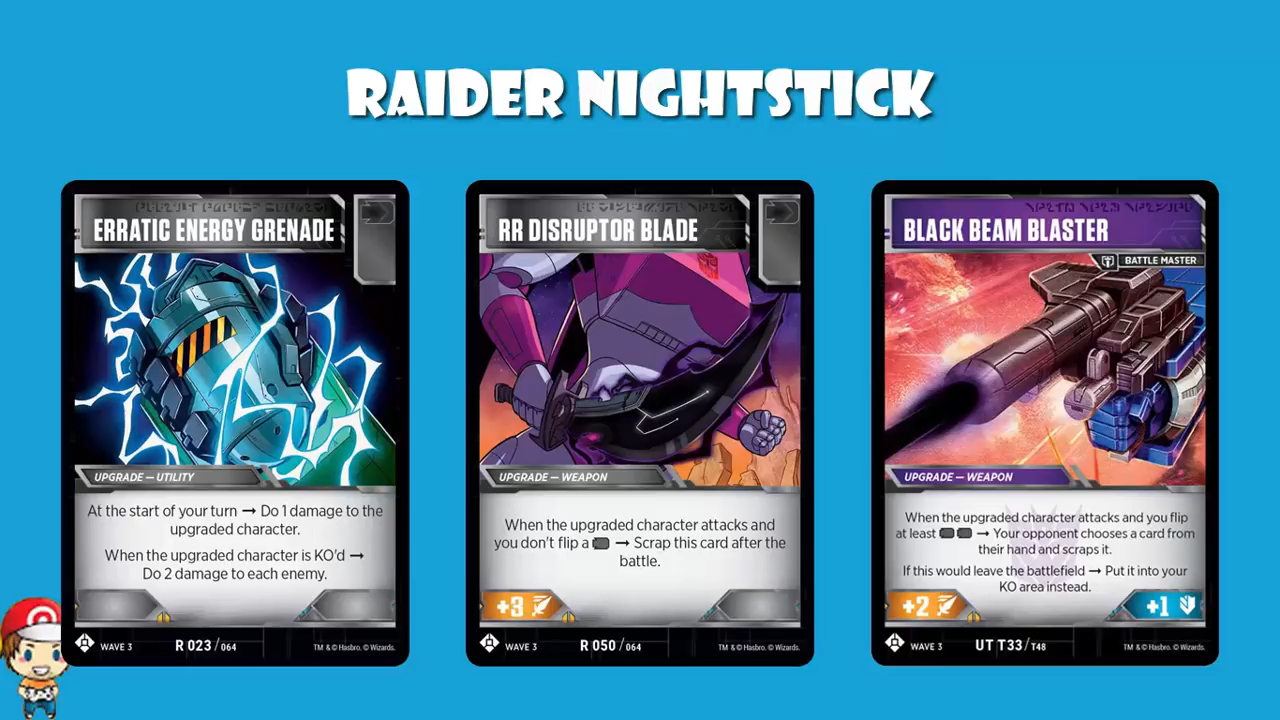 RAIDER NIGHTSTICK
ERRATIC ENERGY GRENADE
UPGRADE — UTILITY
At the start of your turn → Do 1 damage to the
upgraded character.
When the upgraded character is KO'd →
Do 2 damage to each enemy.
WAVE 3
R 023/064
TM & © Hasbro. © Wizards.
RR DISRUPTOR BLADE
UPGRADE — WEAPON
When the upgraded character attacks and
you don't flip a → Scrap this card after the
battle.
+3
WAVE 3
R 050/064
TM & © Hasbro. © Wizards.
BLACK BEAM BLASTER
BATTLE MASTER
UPGRADE — WEAPON
When the upgraded character attacks and you flip
at least → Your opponent chooses a card from
their hand and scraps it.
If this would leave the battlefield → Put it into your
KO area instead.
+2
+1
WAVE 3
UT T33/T48
TM & © Hasbro. © Wizards.